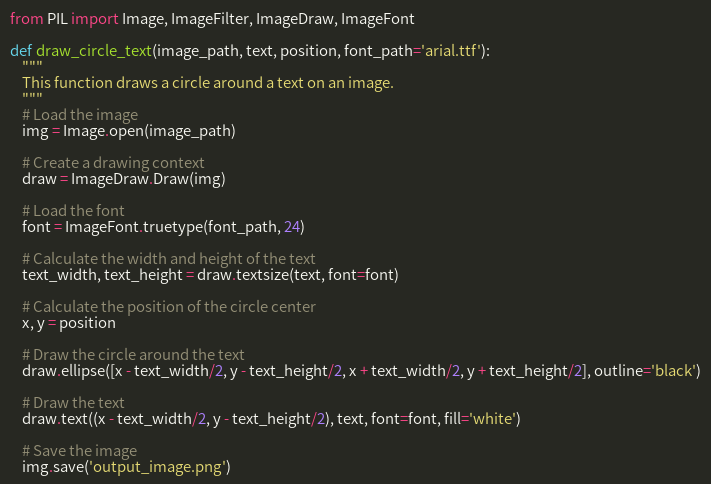 from PIL import Image, ImageFilter, ImageDraw, ImageFont
def draw_circle_text(image_path, text, position, font_path='arial.ttf'):
"""
This function draws a circle around a text on an image.
"""
# Load the image
img = Image.open(image_path)
# Create a drawing context
draw = ImageDraw.Draw(img)
# Load the font
font = ImageFont.truetype(font_path, 24)
# Calculate the width and height of the text
text_width, text_height = draw.textsize(text, font=font)
# Calculate the position of the circle center
x, y = position
# Draw the circle around the text
draw.ellipse([x - text_width/2, y - text_height/2, x + text_width/2, y + text_height/2], outline='black')
# Draw the text
draw.text((x - text_width/2, y - text_height/2), text, font=font, fill='white')
# Save the image
img.save('output_image.png')